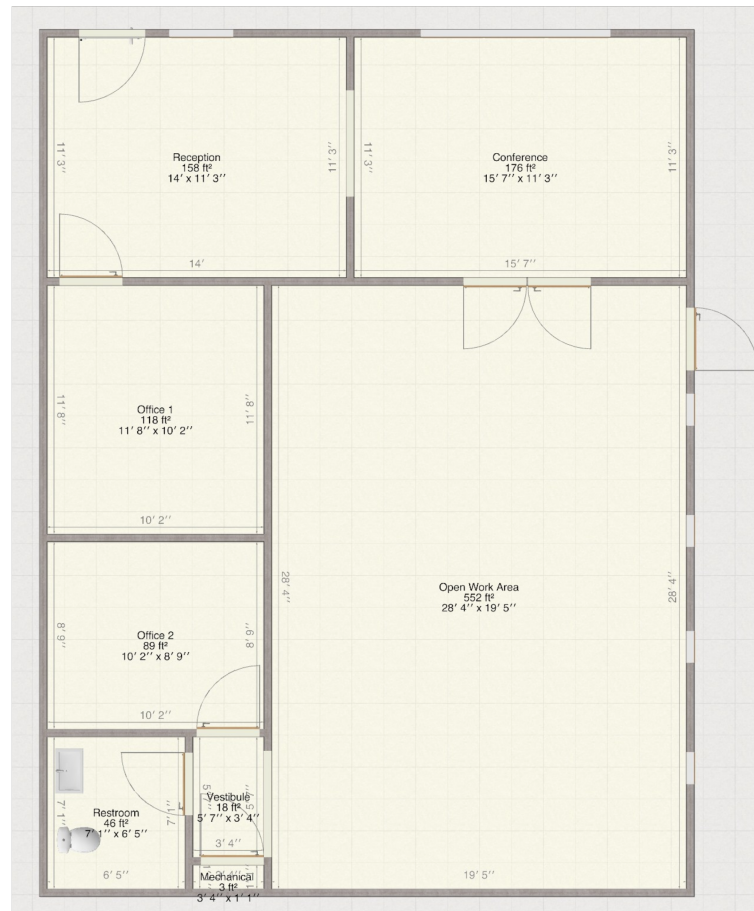 Reception
158 ft²
14′ x 11′ 3′′
11′ 3′′
11′ 3′′
14′
Conference
176 ft²
15′ 7′′ x 11′ 3′′
11′ 3′′
11′ 3′′
15′ 7′′
Office 1
118 ft²
11′ 8′′ x 10′ 2′′
11′ 8′′
11′ 8′′
10′ 2′′
Open Work Area
552 ft²
28′ 4′′ x 19′ 5′′
28′ 4′′
28′ 4′′
19′ 5′′
Office 2
89 ft²
10′ 2′′ x 8′ 9′′
8′ 9′′
8′ 9′′
10′ 2′′
Restroom
46 ft²
7′ 1′′ x 6′ 5′′
7′ 1′′
7′ 1′′
6′ 5′′
Vestibule
18 ft²
5′ 7′′ x 3′ 4′′
3′ 4′′
Mechanical
3 ft²
3′ 4′′ x 1′ 1′′